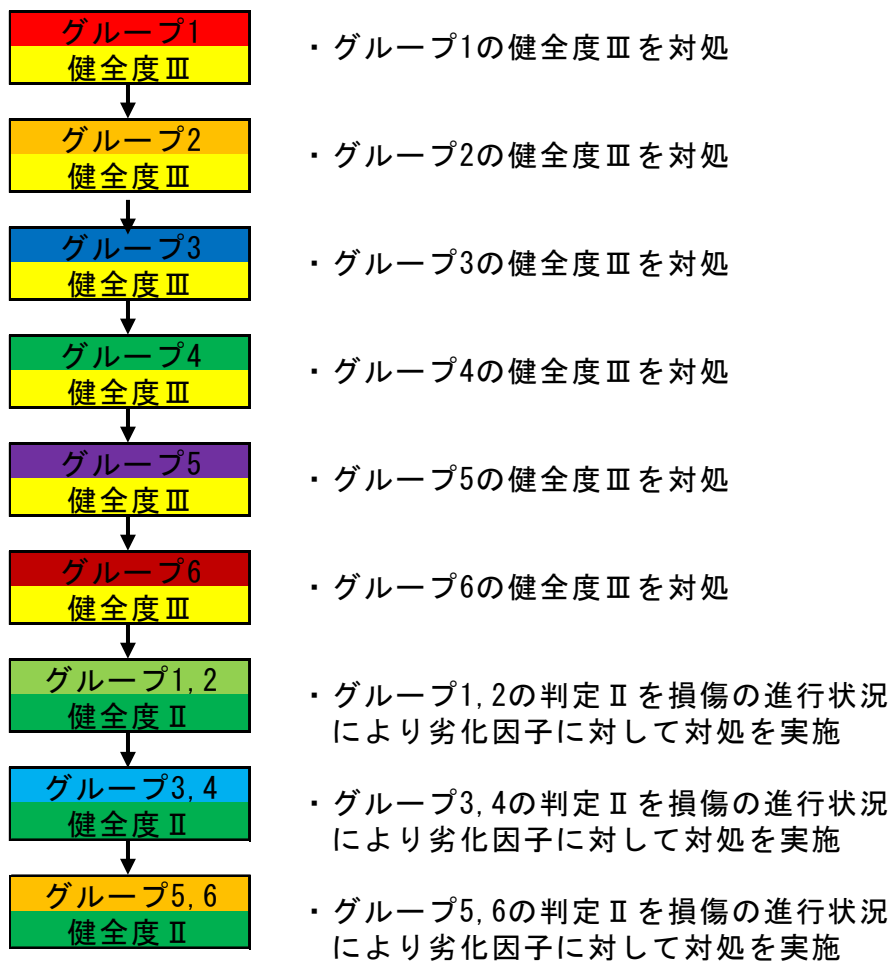 グループ1
健全度Ⅲ
・グループ1の健全度Ⅲを対処
グループ2
健全度Ⅲ
・グループ2の健全度Ⅲを対処
グループ3
健全度Ⅲ
・グループ3の健全度Ⅲを対処
グループ4
健全度Ⅲ
・グループ4の健全度Ⅲを対処
グループ5
健全度Ⅲ
・グループ5の健全度Ⅲを対処
グループ6
健全度Ⅲ
・グループ6の健全度Ⅲを対処
グループ1,2
健全度Ⅱ
・グループ1,2の判定Ⅱを損傷の進行状況
により劣化因子に対して対処を実施
グループ3,4
健全度Ⅱ
・グループ3,4の判定Ⅱを損傷の進行状況
により劣化因子に対して対処を実施
グループ5,6
健全度Ⅱ
・グループ5,6の判定Ⅱを損傷の進行状況
により劣化因子に対して対処を実施